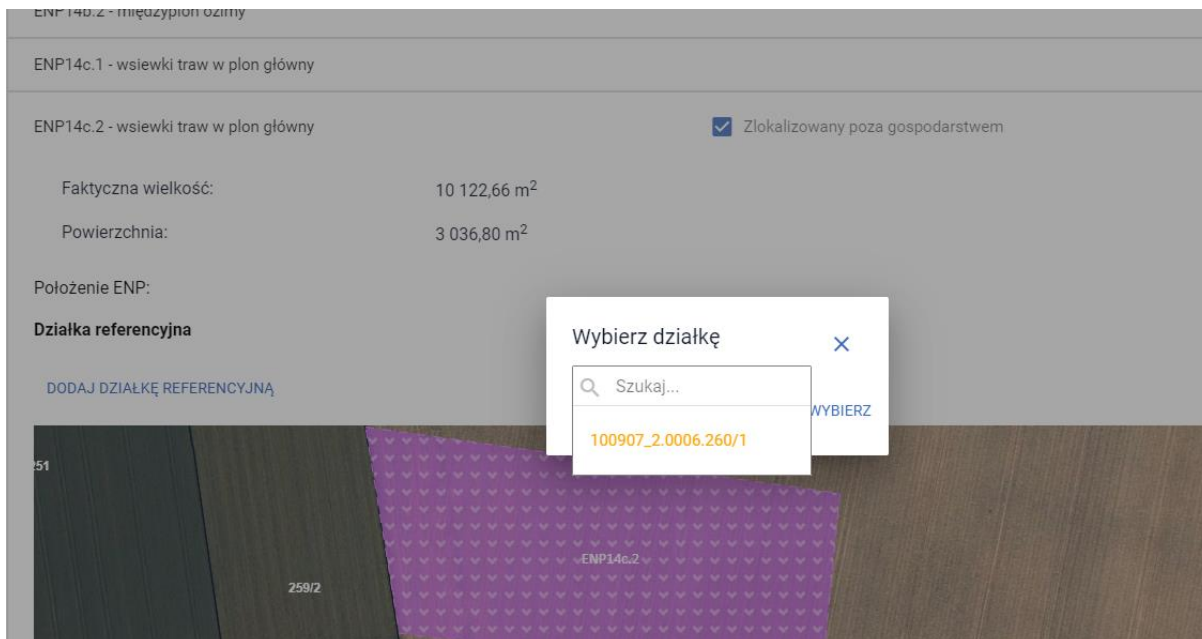 ENP14b.2 - międzyplon ozimy
ENP14c.1 - wsiewki traw w plon główny
ENP14c.2 - wsiewki traw w plon główny
Zlokalizowany poza gospodarstwem
Faktyczna wielkość: 10 122,66 m²
Powierzchnia: 3 036,80 m²
Położenie ENP:
Działka referencyjna
DODAJ DZIAŁKĘ REFERENCYJNĄ
Wybierz działkę
Szukaj...
WYBIERZ
100907_2.0006.260/1
251
ENP14c.2
259/2